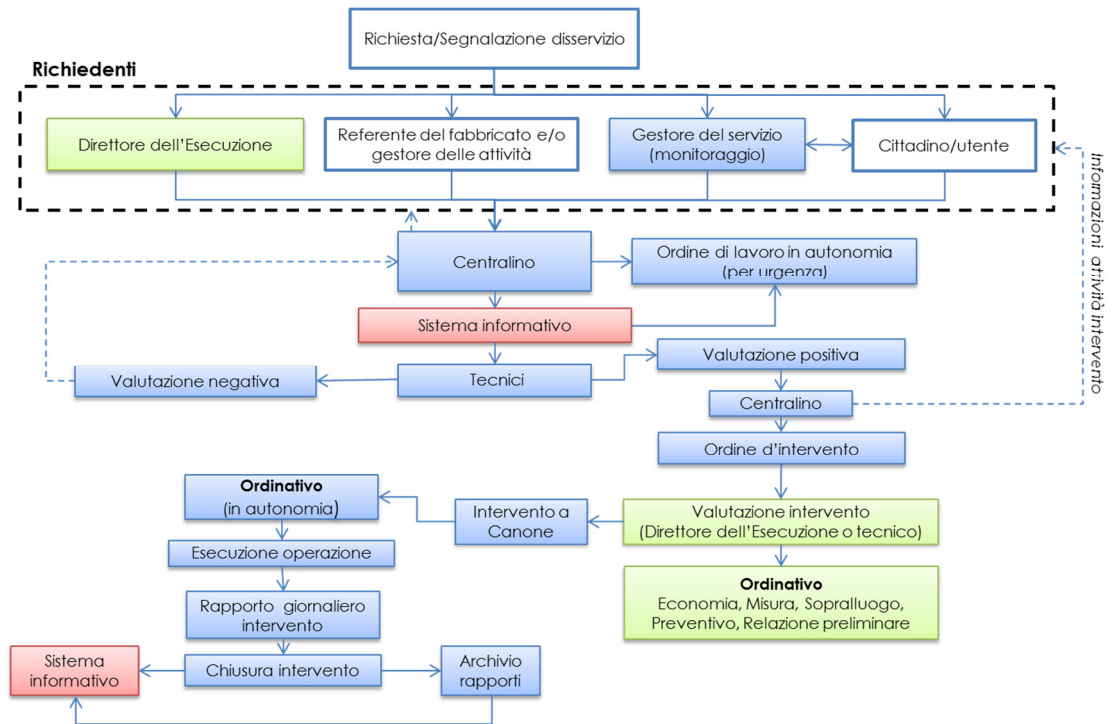 Richiesta/Segnalazione disservizio
Richiedenti
Direttore dell'Esecuzione
Referente del fabbricato e/o
gestore delle attività
Gestore del servizio
(monitoraggio)
Cittadino/utente
Infomazioni attività intervento
Centralino
Ordine di lavoro in autonomia
(per urgenza)
Sistema informativo
Valutazione positiva
Valutazione negativa
Tecnici
Centralino
Ordine d'intervento
Ordinativo
(in autonomia)
Intervento a
Canone
Valutazione intervento
(Direttore dell'Esecuzione o tecnico)
Esecuzione operazione
Ordinativo
Economia, Misura, Sopralluogo,
Preventivo, Relazione preliminare
Rapporto giornaliero
intervento
Sistema
informativo
Chiusura intervento
Archivio
rapporti